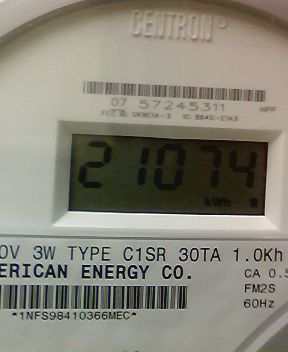 CENTRON®
07 57245311 HPP
21074
kWh
0V 3W TYPE C1SR 30TA 1.0Kh
ERICAN ENERGY CO.
CA 0.5
FM2S
60Hz
*1NFS98410366MEC*